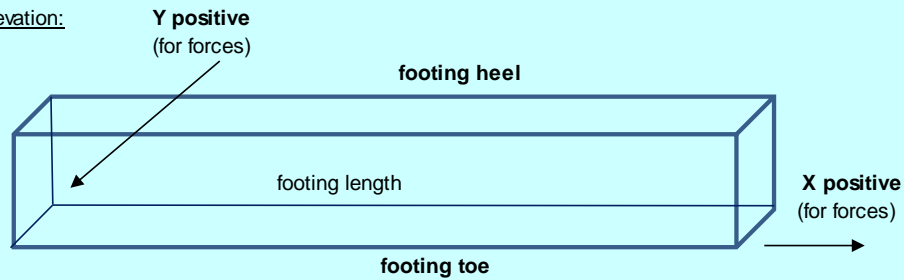 evation:
Y positive
(for forces)
footing heel
footing length
X positive
(for forces)
footing toe